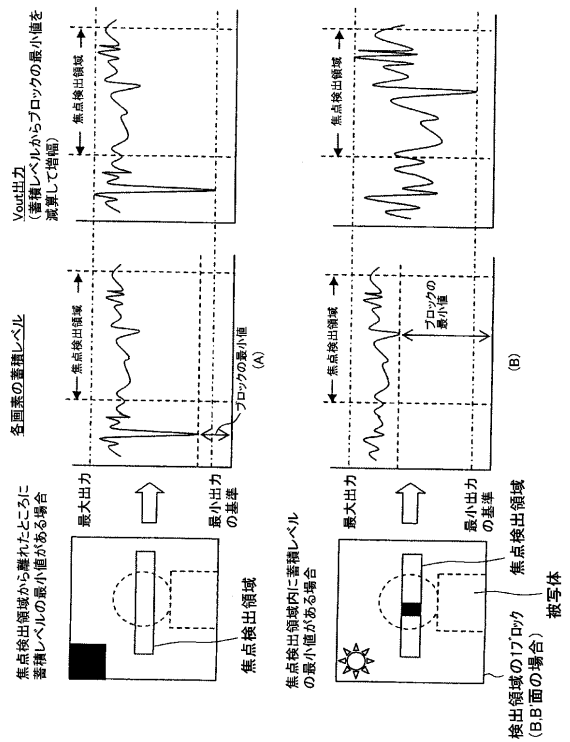 焦点検出領域から離れたところに
蓄積レベルの最小値がある場合
焦点検出領域
各画素の蓄積レベル
最大出力
最小出力
の基準
焦点検出領域
ブロックの最小値
(A)
Vout出力
(蓄積レベルからブロックの最小値を
減算して増幅)
焦点検出領域
焦点検出領域内に蓄積レベル
の最小値がある場合
検出領域の1ブロック
(B,B'面の場合)
被写体
焦点検出領域
最大出力
最小出力
の基準
焦点検出領域
ブロックの
最小値
(B)
焦点検出領域